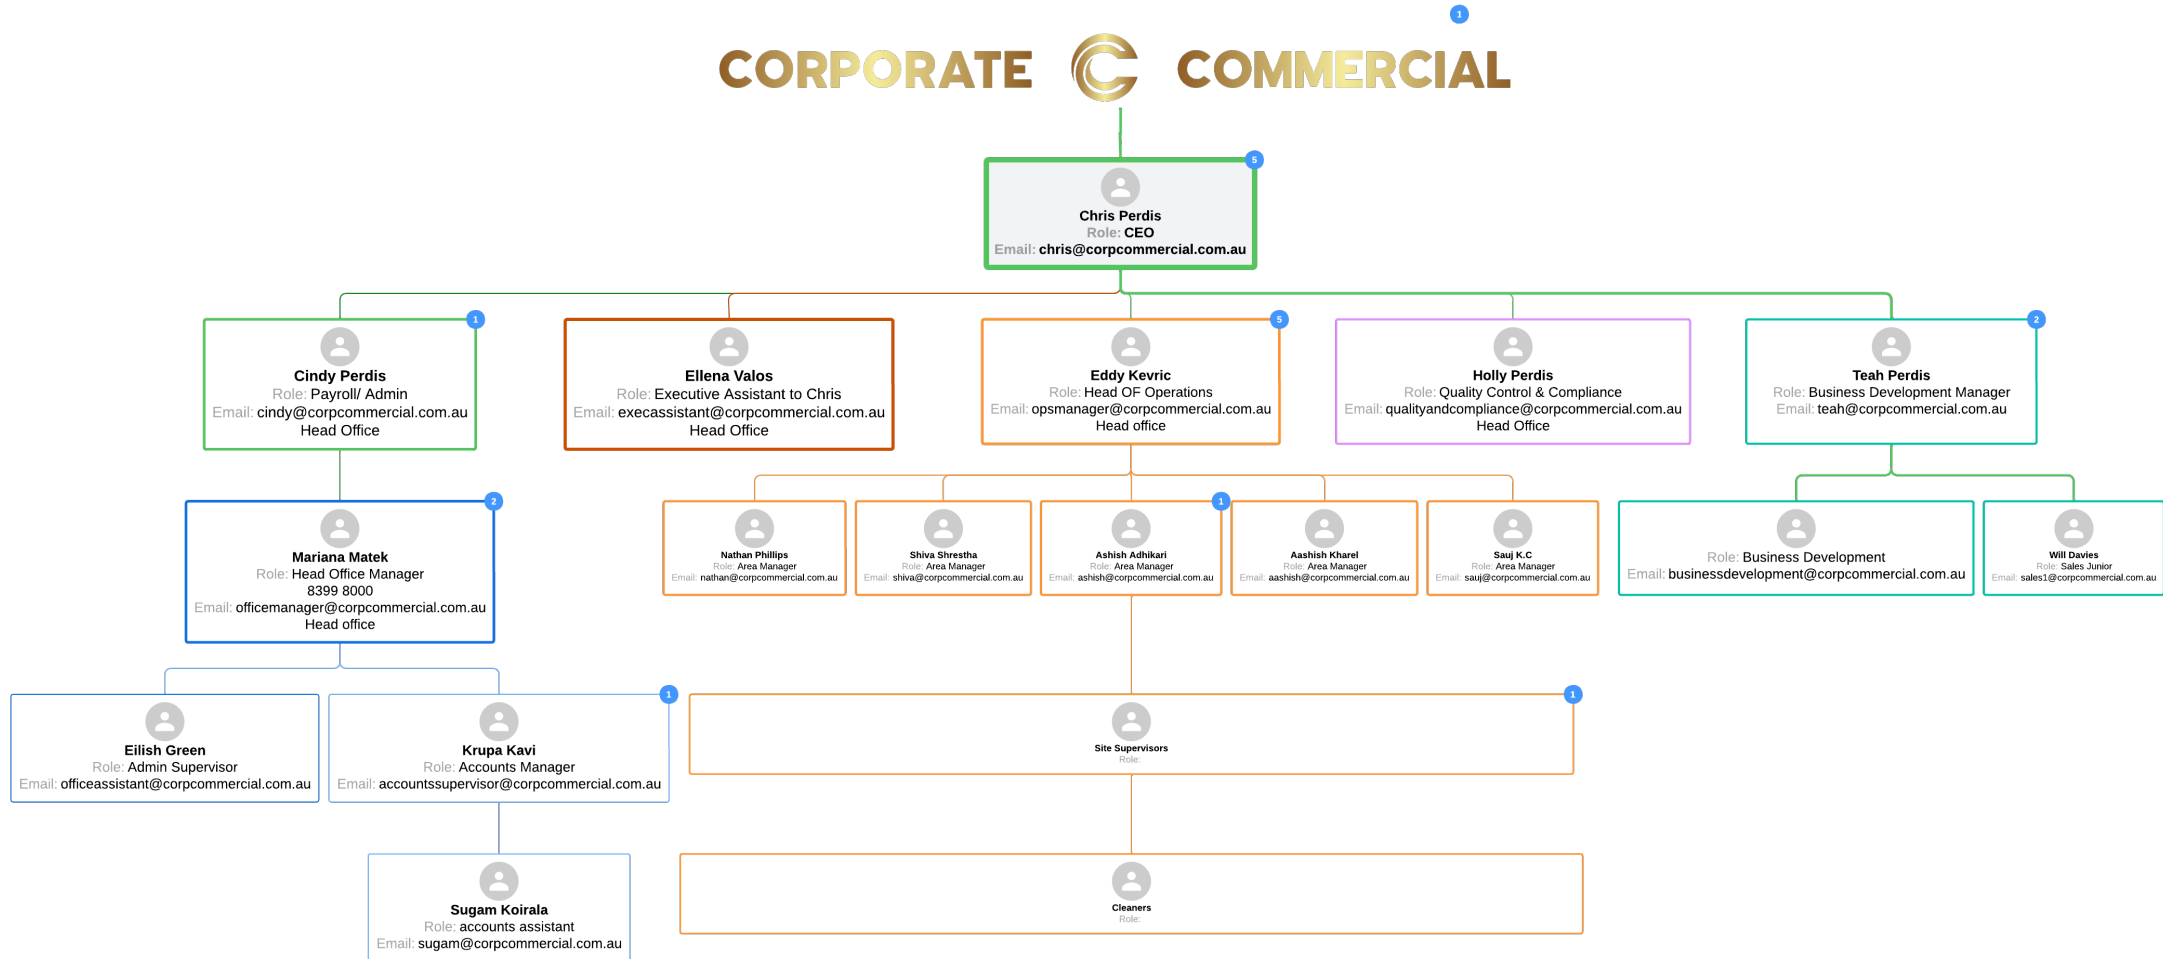 1
CORPORATE C COMMERCIAL
5
Chris Perdis
Role: CEO
Email: chris@corpcommercial.com.au
1
Cindy Perdis
Role: Payroll/ Admin
Email: cindy@corpcommercial.com.au
Head Office
Ellena Valos
Role: Executive Assistant to Chris
Email: execassistant@corpcommercial.com.au
Head Office
5
Eddy Kevric
Role: Head OF Operations
Email: opsmanager@corpcommercial.com.au
Head office
Holly Perdis
Role: Quality Control & Compliance
Email: qualityandcompliance@corpcommercial.com.au
Head Office
2
Teah Perdis
Role: Business Development Manager
Email: teah@corpcommercial.com.au
2
Mariana Matek
Role: Head Office Manager
8399 8000
Email: officemanager@corpcommercial.com.au
Head office
Nathan Phillips
Role: Area Manager
Email: nathan@corpcommercial.com.au
Shiva Shrestha
Role: Area Manager
Email: shiva@corpcommercial.com.au
1
Ashish Adhikari
Role: Area Manager
Email: ashish@corpcommercial.com.au
Aashish Kharel
Role: Area Manager
Email: aashish@corpcommercial.com.au
Sauj K.C
Role: Area Manager
Email: sauj@corpcommercial.com.au
Role: Business Development
Email: businessdevelopment@corpcommercial.com.au
Will Davies
Role: Sales Junior
Email: sales1@corpcommercial.com.au
Eilish Green
Role: Admin Supervisor
Email: officeassistant@corpcommercial.com.au
1
Krupa Kavi
Role: Accounts Manager
Email: accountssupervisor@corpcommercial.com.au
1
Site Supervisors
Role:
Sugam Koirala
Role: accounts assistant
Email: sugam@corpcommercial.com.au
Cleaners
Role: